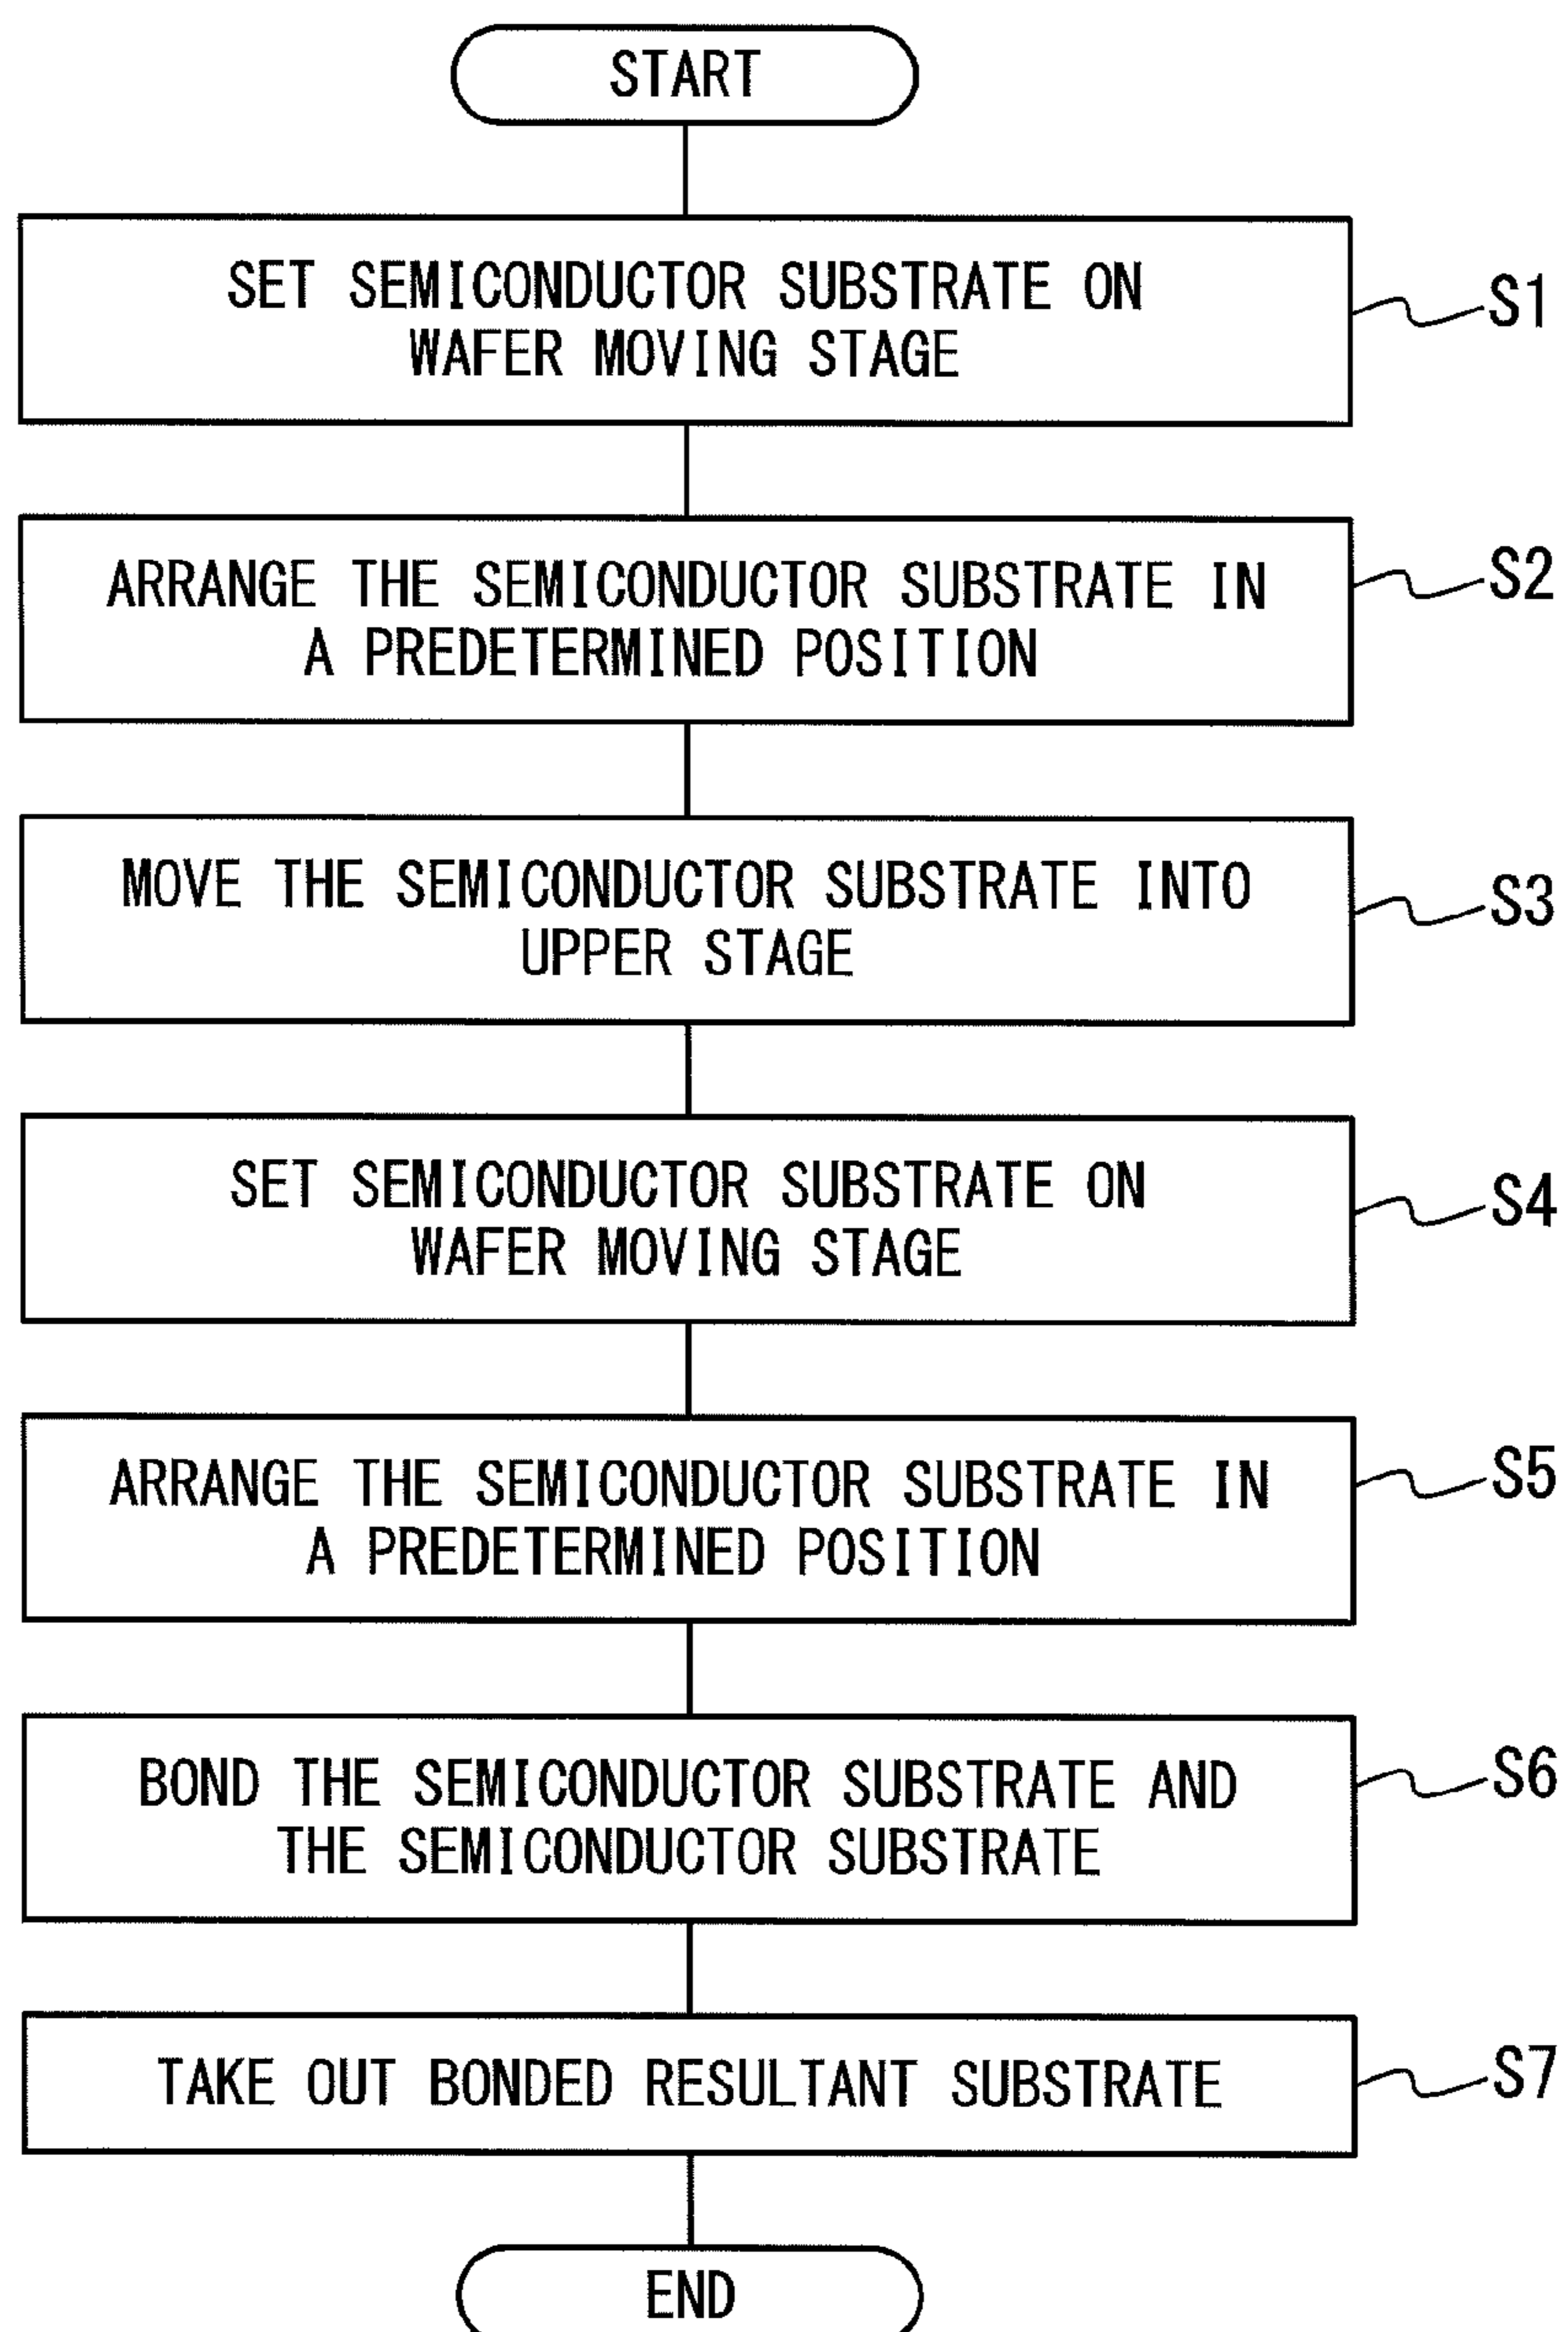 START
SET SEMICONDUCTOR SUBSTRATE ON
WAFER MOVING STAGE
S1
ARRANGE THE SEMICONDUCTOR SUBSTRATE IN
A PREDETERMINED POSITION
S2
MOVE THE SEMICONDUCTOR SUBSTRATE INTO
UPPER STAGE
S3
SET SEMICONDUCTOR SUBSTRATE ON
WAFER MOVING STAGE
S4
ARRANGE THE SEMICONDUCTOR SUBSTRATE IN
A PREDETERMINED POSITION
S5
BOND THE SEMICONDUCTOR SUBSTRATE AND
THE SEMICONDUCTOR SUBSTRATE
S6
TAKE OUT BONDED RESULTANT SUBSTRATE
S7
END